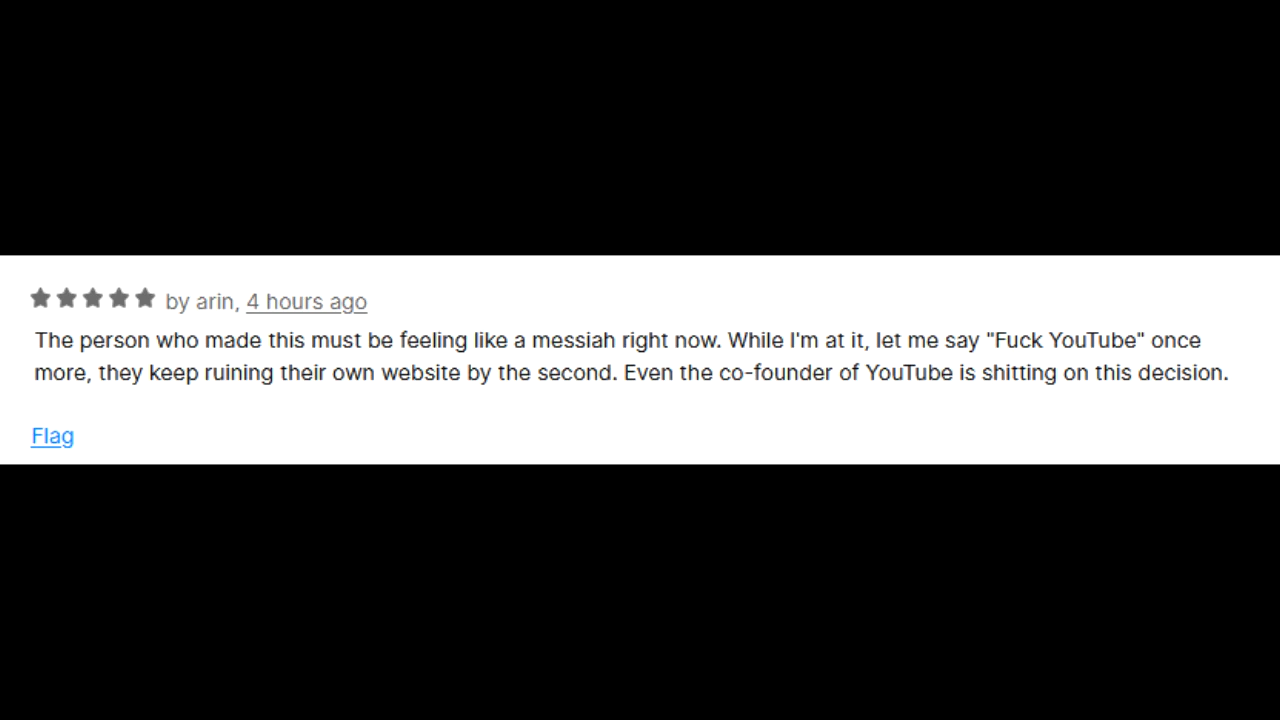 ★★★★★ by arin, 4 hours ago
The person who made this must be feeling like a messiah right now. While I'm at it, let me say "Fuck YouTube" once
more, they keep ruining their own website by the second. Even the co-founder of YouTube is shitting on this decision.
Flag